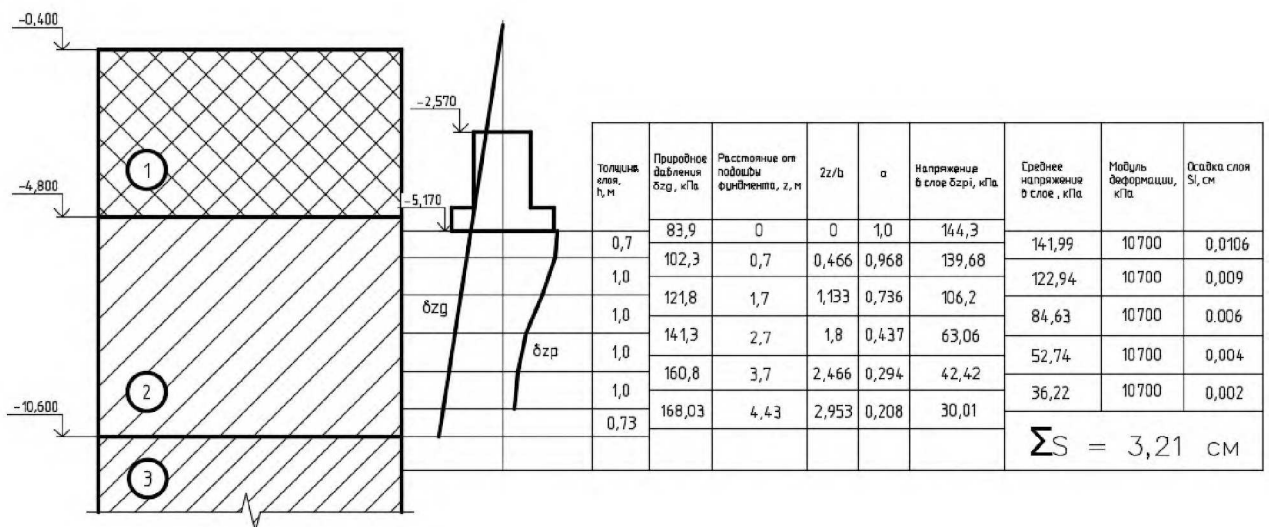 -0,400
-2,570
1
-4,800
-5,170
δzg
δzp
2
-10,600
3
Толщина слоя, h, м
Природное давления δzg, кПа
Расстояние от подошвы фундмента, z, м
2z/b
α
Напряжение в слое δzpi, кПа
Среднее напряжение в слое, кПа
Модуль деформации, кПа
Осадка слоя Si, см
83,9 0 0 1,0 144,3
0,7 141,99 10700 0,0106
102,3 0,7 0,466 0,968 139,68
1,0 122,94 10700 0,009
121,8 1,7 1,133 0,736 106,2
1,0 84,63 10700 0.006
141,3 2,7 1,8 0,437 63,06
1,0 52,74 10700 0,004
160,8 3,7 2,466 0,294 42,42
1,0 36,22 10700 0,002
168,03 4,43 2,953 0,208 30,01
0,73
ΣS = 3,21 см